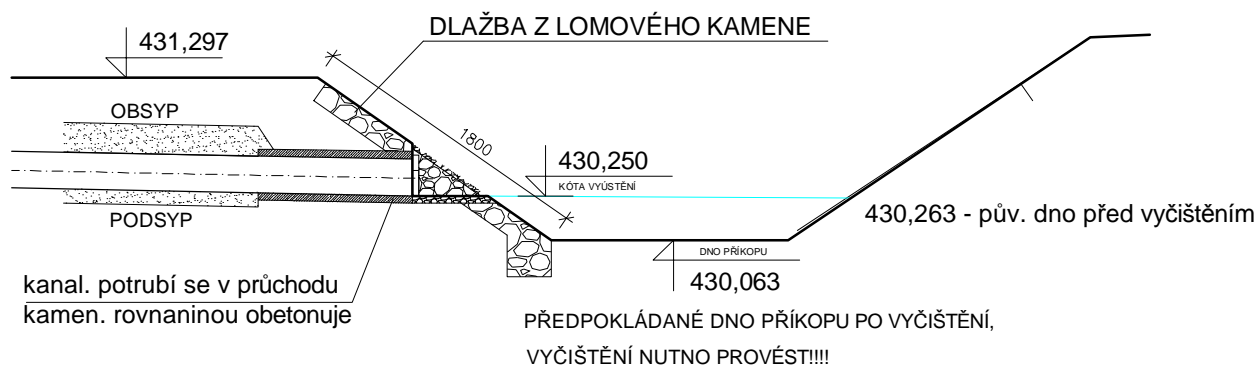 DLAŽBA Z LOMOVÉHO KAMENE
431,297
OBSYP
1800
430,250
KÓTA VYÚSTĚNÍ
PODSYP
430,263 - pův. dno před vyčištěním
DNO PŘÍKOPU
430,063
kanal. potrubí se v průchodu
kamen. rovnaninou obetonuje
PŘEDPOKLÁDANÉ DNO PŘÍKOPU PO VYČIŠTĚNÍ,
VYČIŠTĚNÍ NUTNO PROVÉST!!!!